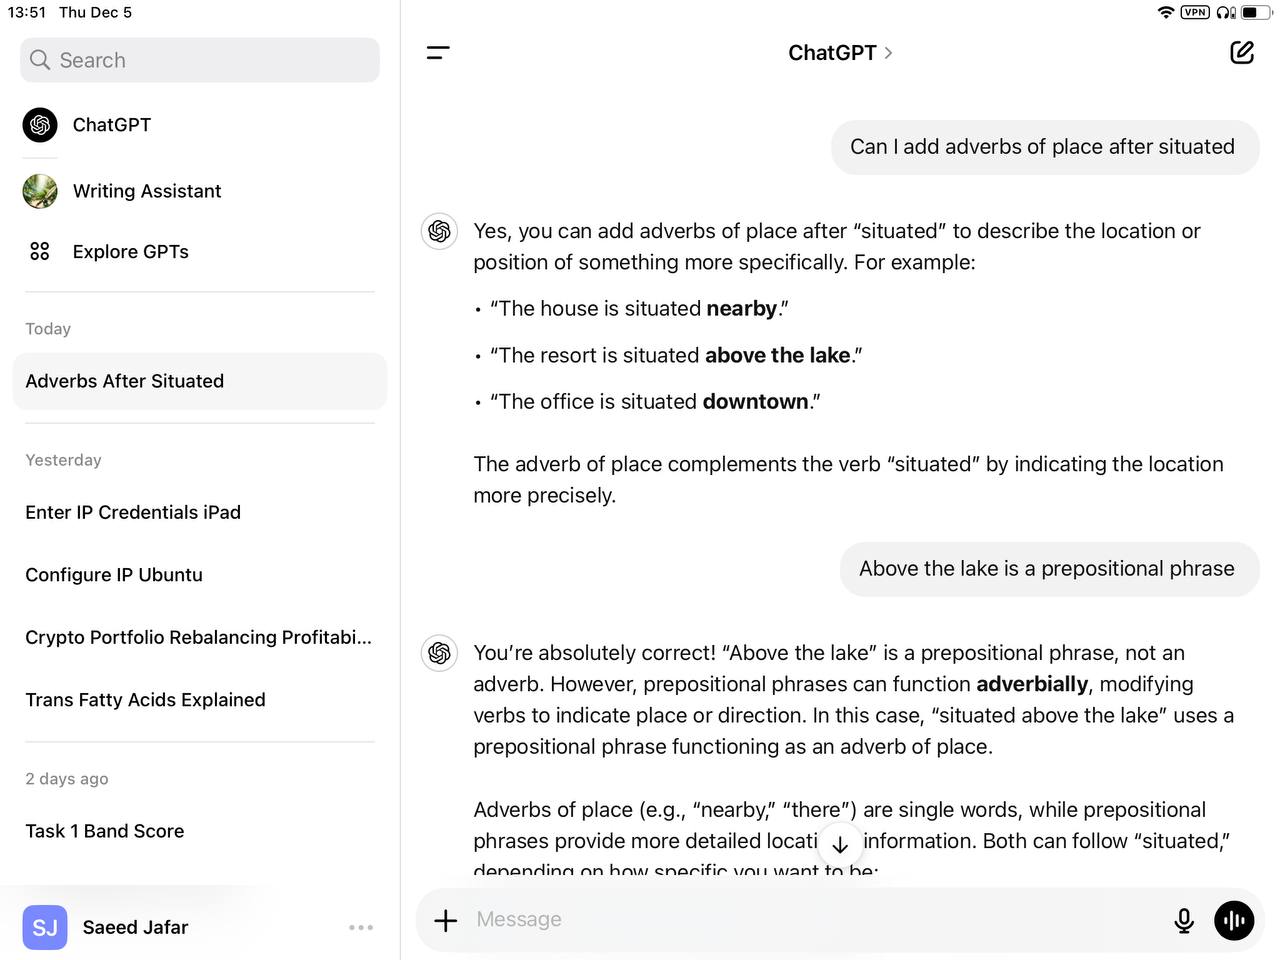 13:51 Thu Dec 5
VPN
Search
ChatGPT
Writing Assistant
Explore GPTs
Today
Adverbs After Situated
Yesterday
Enter IP Credentials iPad
Configure IP Ubuntu
Crypto Portfolio Rebalancing Profitabi...
Trans Fatty Acids Explained
2 days ago
Task 1 Band Score
SJ Saeed Jafar
ChatGPT >
Can I add adverbs of place after situated
Yes, you can add adverbs of place after “situated” to describe the location or
position of something more specifically. For example:
• “The house is situated nearby.”
• “The resort is situated above the lake.”
• “The office is situated downtown.”
The adverb of place complements the verb “situated” by indicating the location
more precisely.
Above the lake is a prepositional phrase
You’re absolutely correct! “Above the lake” is a prepositional phrase, not an
adverb. However, prepositional phrases can function adverbially, modifying
verbs to indicate place or direction. In this case, “situated above the lake” uses a
prepositional phrase functioning as an adverb of place.
Adverbs of place (e.g., “nearby,” “there”) are single words, while prepositional
phrases provide more detailed locati information. Both can follow “situated,”
depending on how specific you want to be:
Message